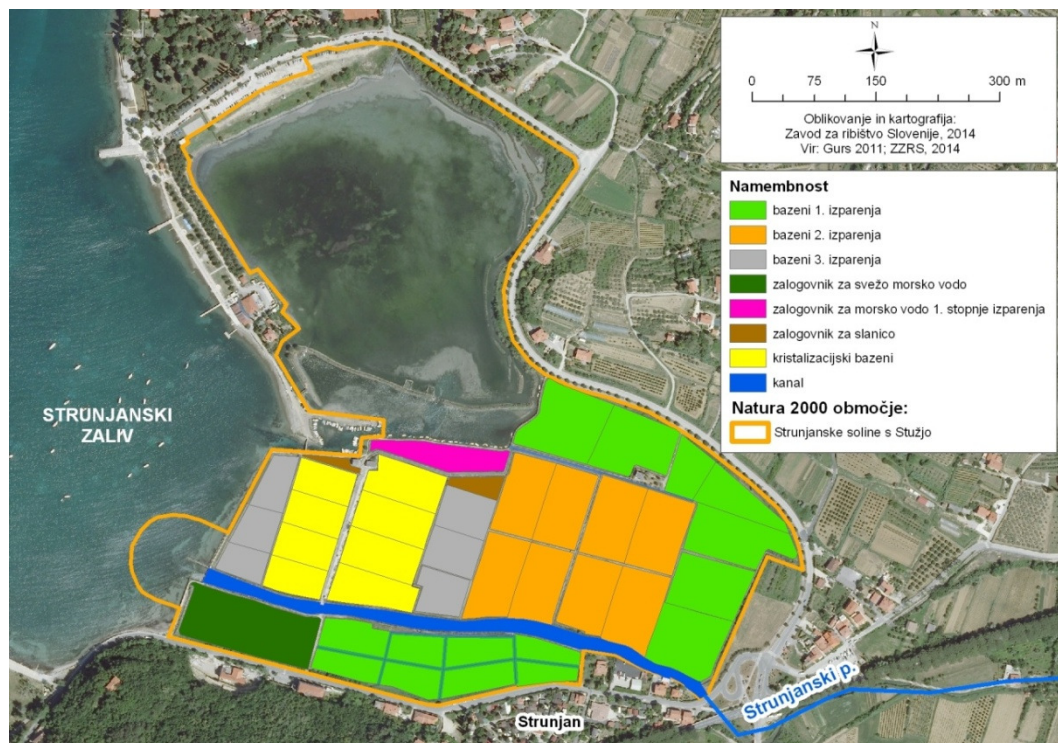 N
0 75 150 300 m
Oblikovanje in kartografija:
Zavod za ribištvo Slovenije, 2014
Vir: Gurs 2011; ZZRS, 2014
Namembnost
bazeni 1. izparenja
bazeni 2. izparenja
bazeni 3. izparenja
zalogovnik za svežo morsko vodo
zalogovnik za morsko vodo 1. stopnje izparenja
zalogovnik za slanico
kristalizacijski bazeni
kanal
Natura 2000 območje:
Strunjanske soline s Stužjo
STRUNJANSKI
ZALIV
Strunjanski p.
Strunjan